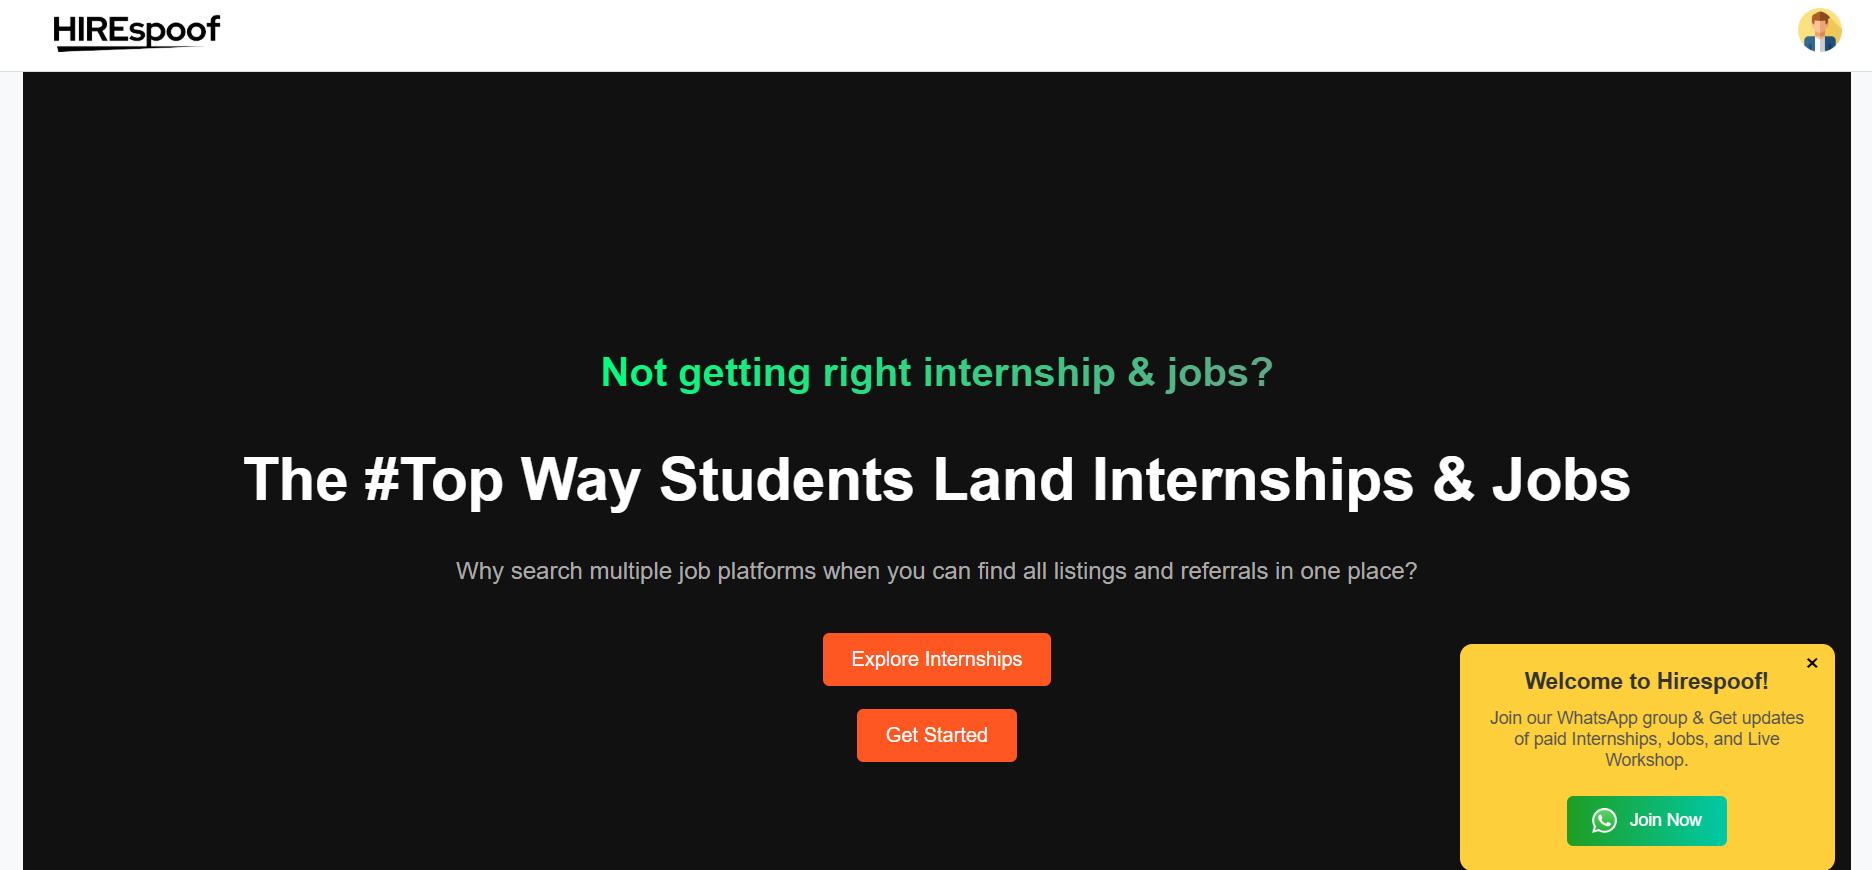 HIREspoof
Not getting right internship & jobs?
The #Top Way Students Land Internships & Jobs
Why search multiple job platforms when you can find all listings and referrals in one place?
Explore Internships
Get Started
×
Welcome to Hirespoof!
Join our WhatsApp group & Get updates
of paid Internships, Jobs, and Live
Workshop.
Join Now